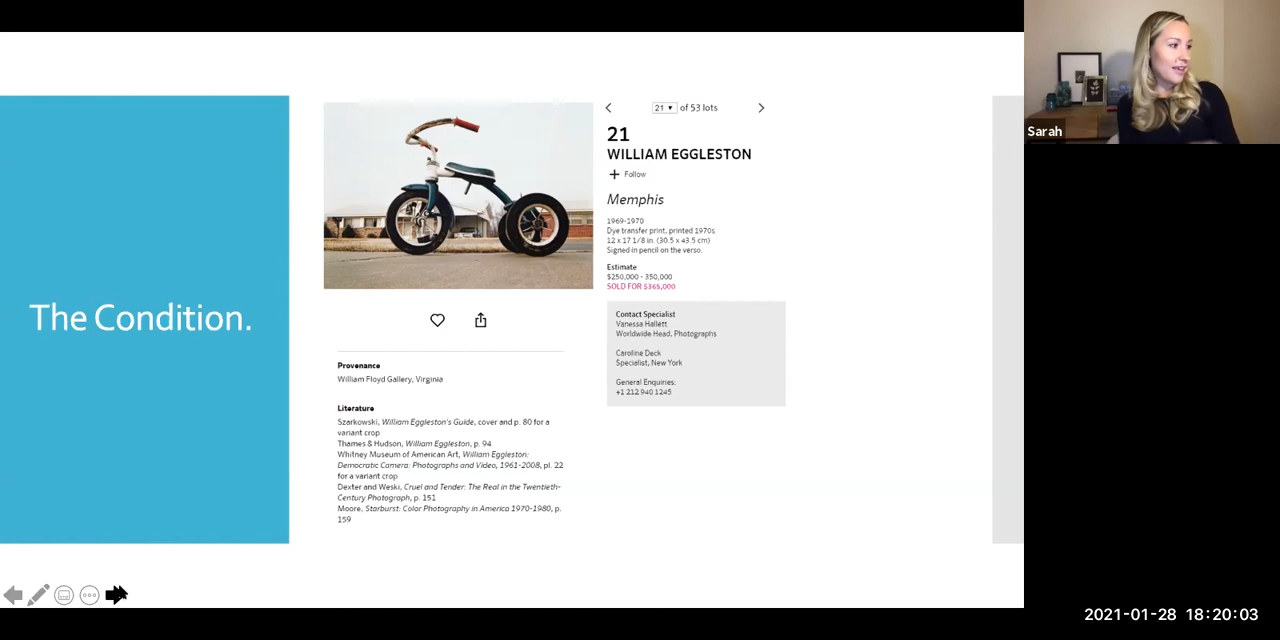 The Condition.
21 of 53 lots
21
WILLIAM EGGLESTON
Follow
Memphis
1969-1970
Dye transfer print, printed 1970s.
12 x 17 1/8 in. (30.5 x 43.5 cm)
Signed in pencil on the verso.
Estimate
$250,000 - 350,000
SOLD FOR $365,000
Contact Specialist
Vanessa Hallett
Worldwide Head, Photographs
Caroline Deck
Specialist, New York
General Enquiries:
+1 212 940 1245
Provenance
William Floyd Gallery, Virginia
Literature
Szarkowski, William Eggleston's Guide, cover and p. 80 for a
variant crop
Thames & Hudson, William Eggleston, p. 94
Whitney Museum of American Art, William Eggleston:
Democratic Camera: Photographs and Video, 1961-2008, pl. 22
for a variant crop
Dexter and Weski, Cruel and Tender: The Real in the Twentieth-
Century Photograph, p. 151
Moore, Starburst: Color Photography in America 1970-1980, p.
159
Sarah
2021-01-28 18:20:03